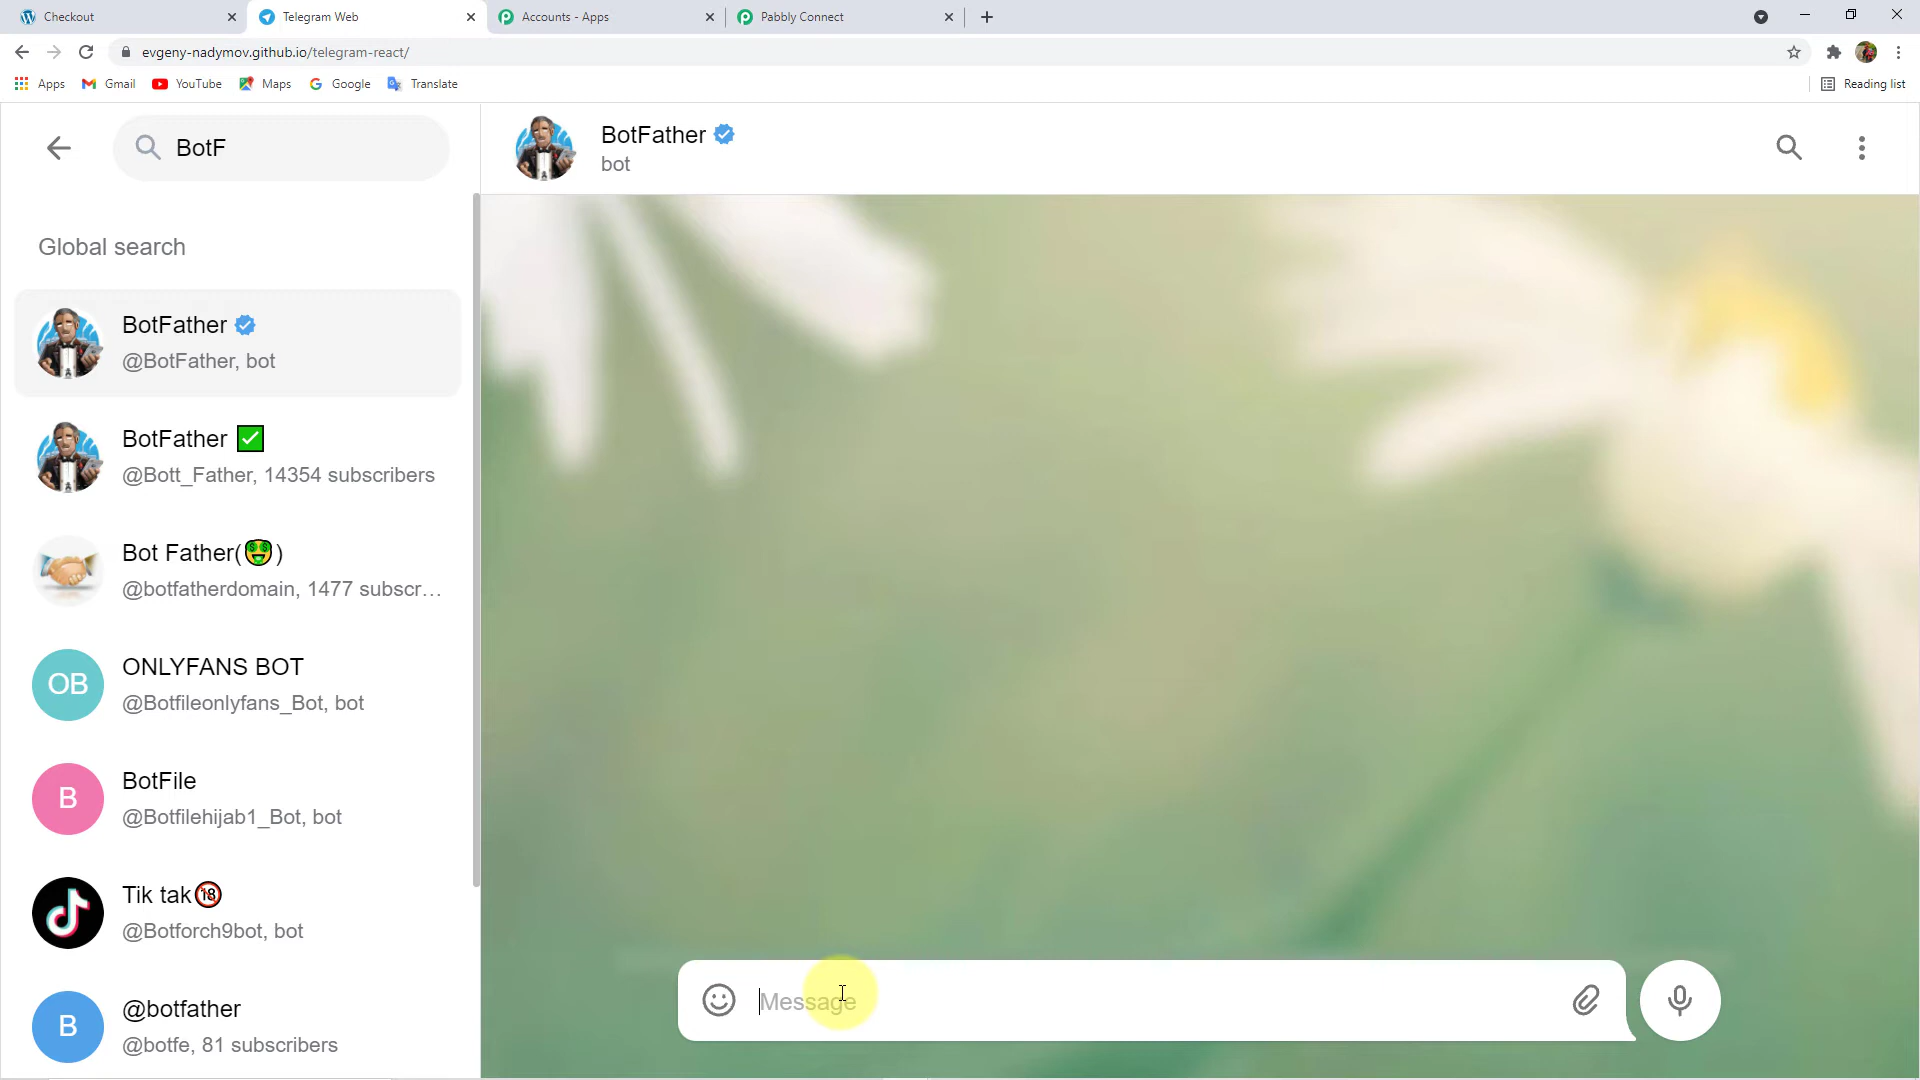 Checkout
Telegram Web
Accounts - Apps
Pabbly Connect
evgeny-nadymov.github.io/telegram-react/
Apps
Gmail
YouTube
Maps
Google
Translate
Reading list
BotF
Global search
BotFather
@BotFather, bot
BotFather
@Bott_Father, 14354 subscribers
Bot Father(🤑)
@botfatherdomain, 1477 subscr…
OB
ONLYFANS BOT
@Botfileonlyfans_Bot, bot
B
BotFile
@Botfilehijab1_Bot, bot
Tik tak🔞
@Botforch9bot, bot
B
@botfather
@botfe, 81 subscribers
BotFather
bot
Message